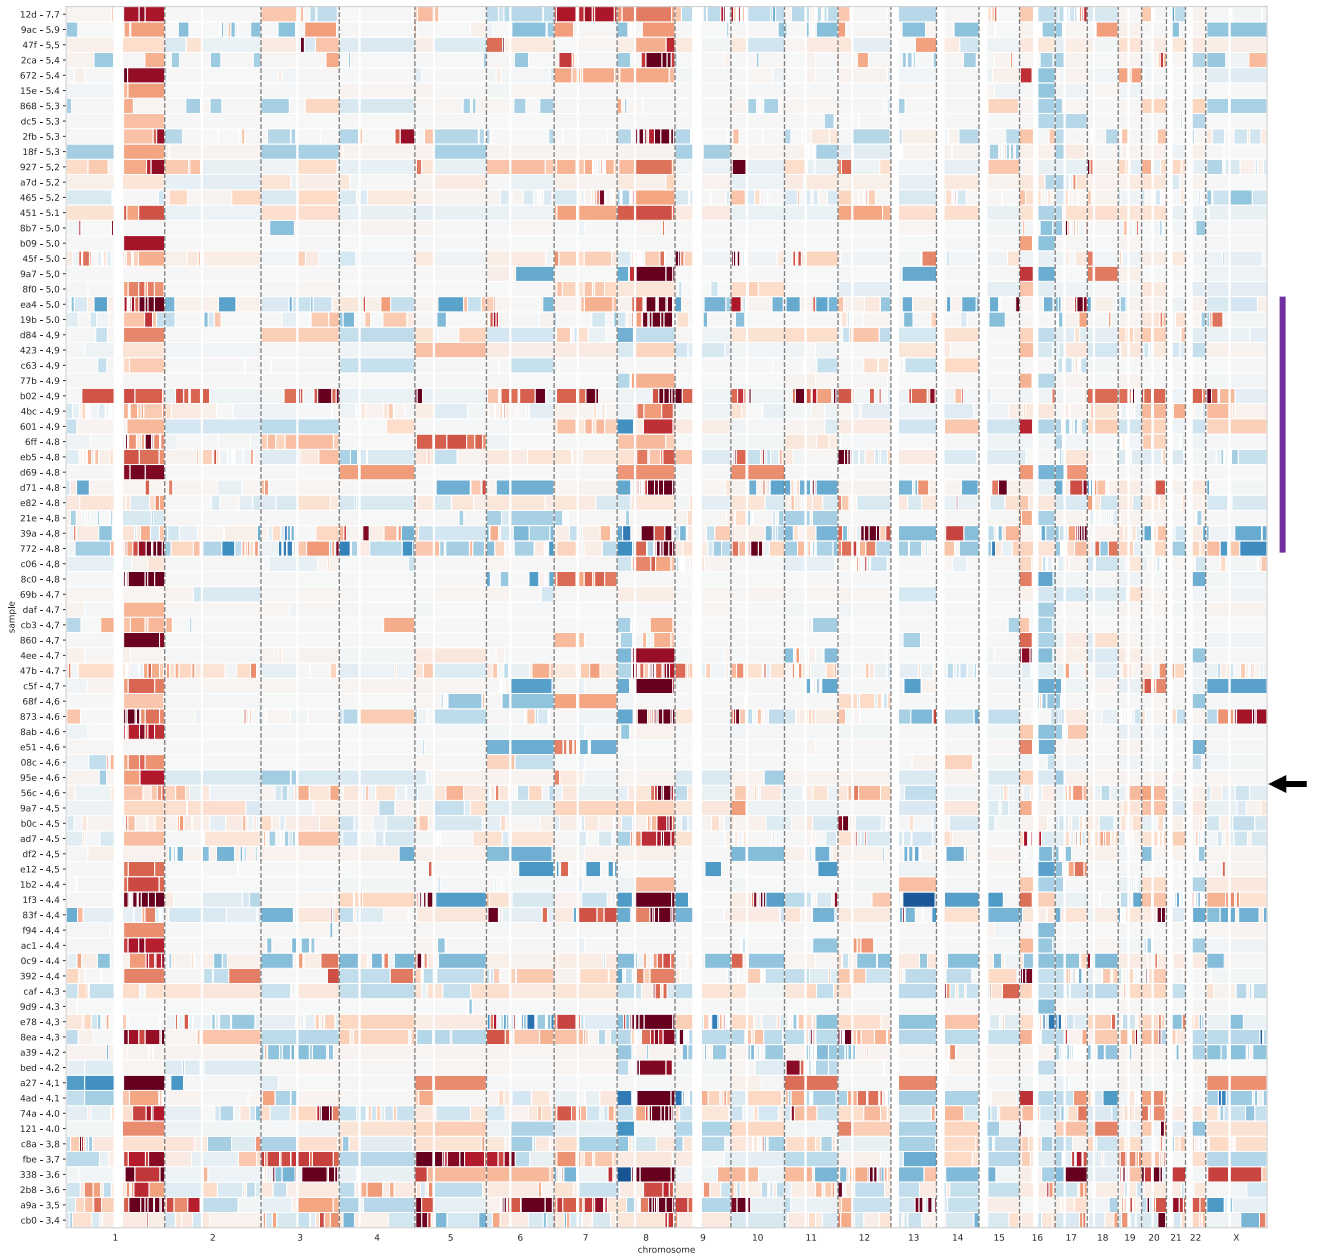 12d - 7.7
9ac - 5.9
47f - 5.5
2ca - 5.4
672 - 5.4
15e - 5.4
868 - 5.3
dc5 - 5.3
2fb - 5.3
18f - 5.3
927 - 5.2
a7d - 5.2
465 - 5.2
451 - 5.1
8b7 - 5.0
b09 - 5.0
45f - 5.0
9a7 - 5.0
8f0 - 5.0
ea4 - 5.0
19b - 5.0
d84 - 4.9
423 - 4.9
c63 - 4.9
77b - 4.9
b02 - 4.9
4bc - 4.9
601 - 4.9
6ff - 4.8
eb5 - 4.8
d69 - 4.8
d71 - 4.8
e82 - 4.8
21e - 4.8
39a - 4.8
772 - 4.8
c06 - 4.8
8c0 - 4.8
69b - 4.7
daf - 4.7
cb3 - 4.7
860 - 4.7
4ee - 4.7
47b - 4.7
c5f - 4.7
68f - 4.6
873 - 4.6
8ab - 4.6
e51 - 4.6
08c - 4.6
95e - 4.6
56c - 4.6
9a7 - 4.5
b0c - 4.5
ad7 - 4.5
df2 - 4.5
e12 - 4.5
1b2 - 4.4
1f3 - 4.4
83f - 4.4
f94 - 4.4
ac1 - 4.4
0c9 - 4.4
392 - 4.4
caf - 4.3
9d9 - 4.3
e78 - 4.3
8ea - 4.3
a39 - 4.2
bed - 4.2
a27 - 4.1
4ad - 4.1
74a - 4.0
121 - 4.0
c8a - 3.8
fbe - 3.7
338 - 3.6
2b8 - 3.6
a9a - 3.5
cb0 - 3.4
sample
1 2 3 4 5 6 7 8 9 10 11 12 13 14 15 16 17 18 19 20 21 22 X
chromosome